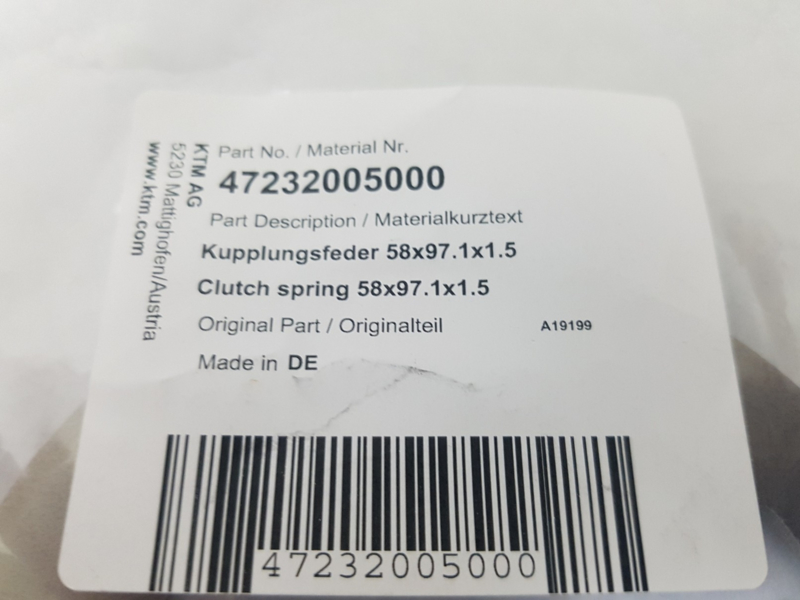 KTM AG
5230 Mattighofen/Austria
www.ktm.com
Part No. / Material Nr.
47232005000
Part Description / Materialkurztext
Kupplungsfeder 58x97.1x1.5
Clutch spring 58x97.1x1.5
Original Part / Originalteil A19199
Made in DE
47232005000